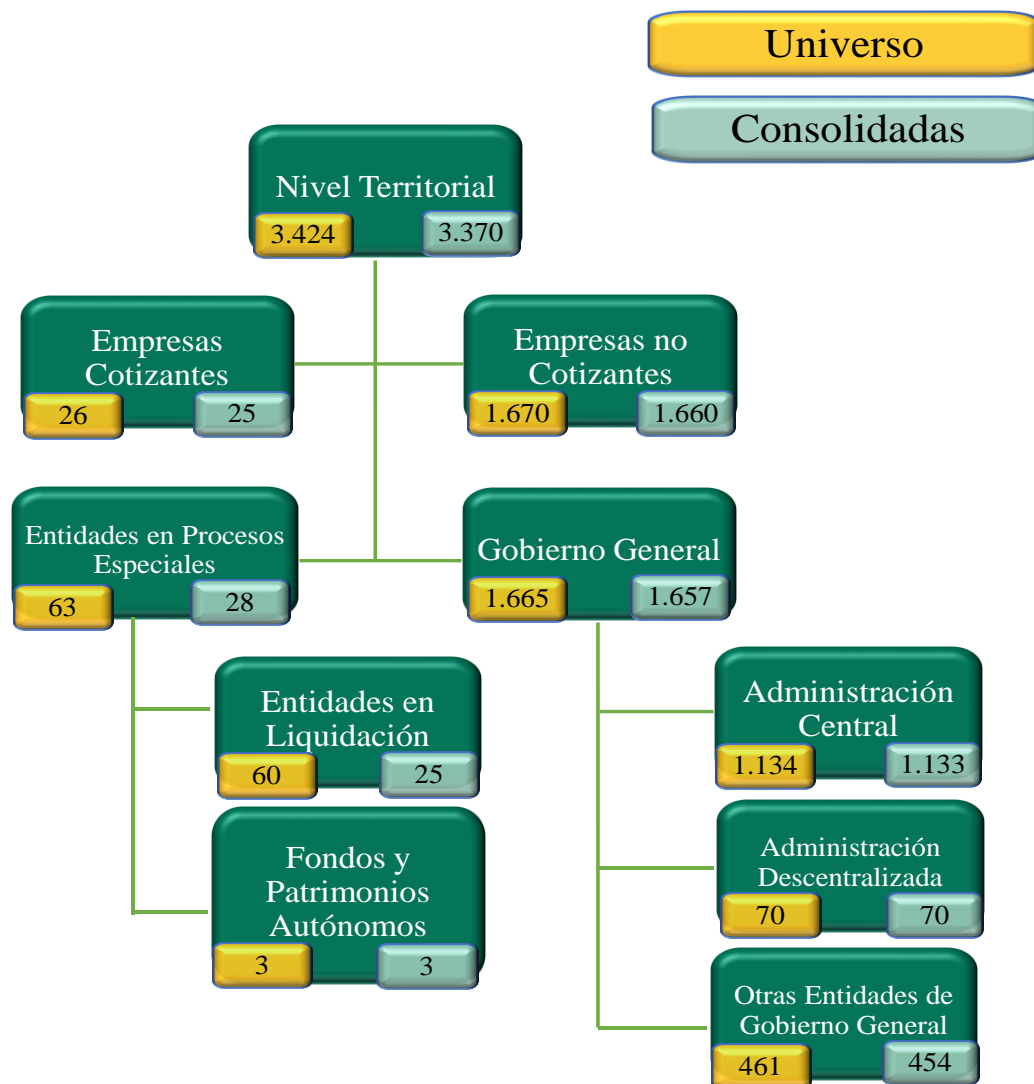 Universo
Consolidadas
Nivel Territorial
3.424
3.370
Empresas
Cotizantes
26
25
Empresas no
Cotizantes
1.670
1.660
Entidades en Procesos
Especiales
63
28
Gobierno General
1.665
1.657
Entidades en
Liquidación
60
25
Administración
Central
1.134
1.133
Fondos y
Patrimonios
Autónomos
3
3
Administración
Descentralizada
70
70
Otras Entidades de
Gobierno General
461
454